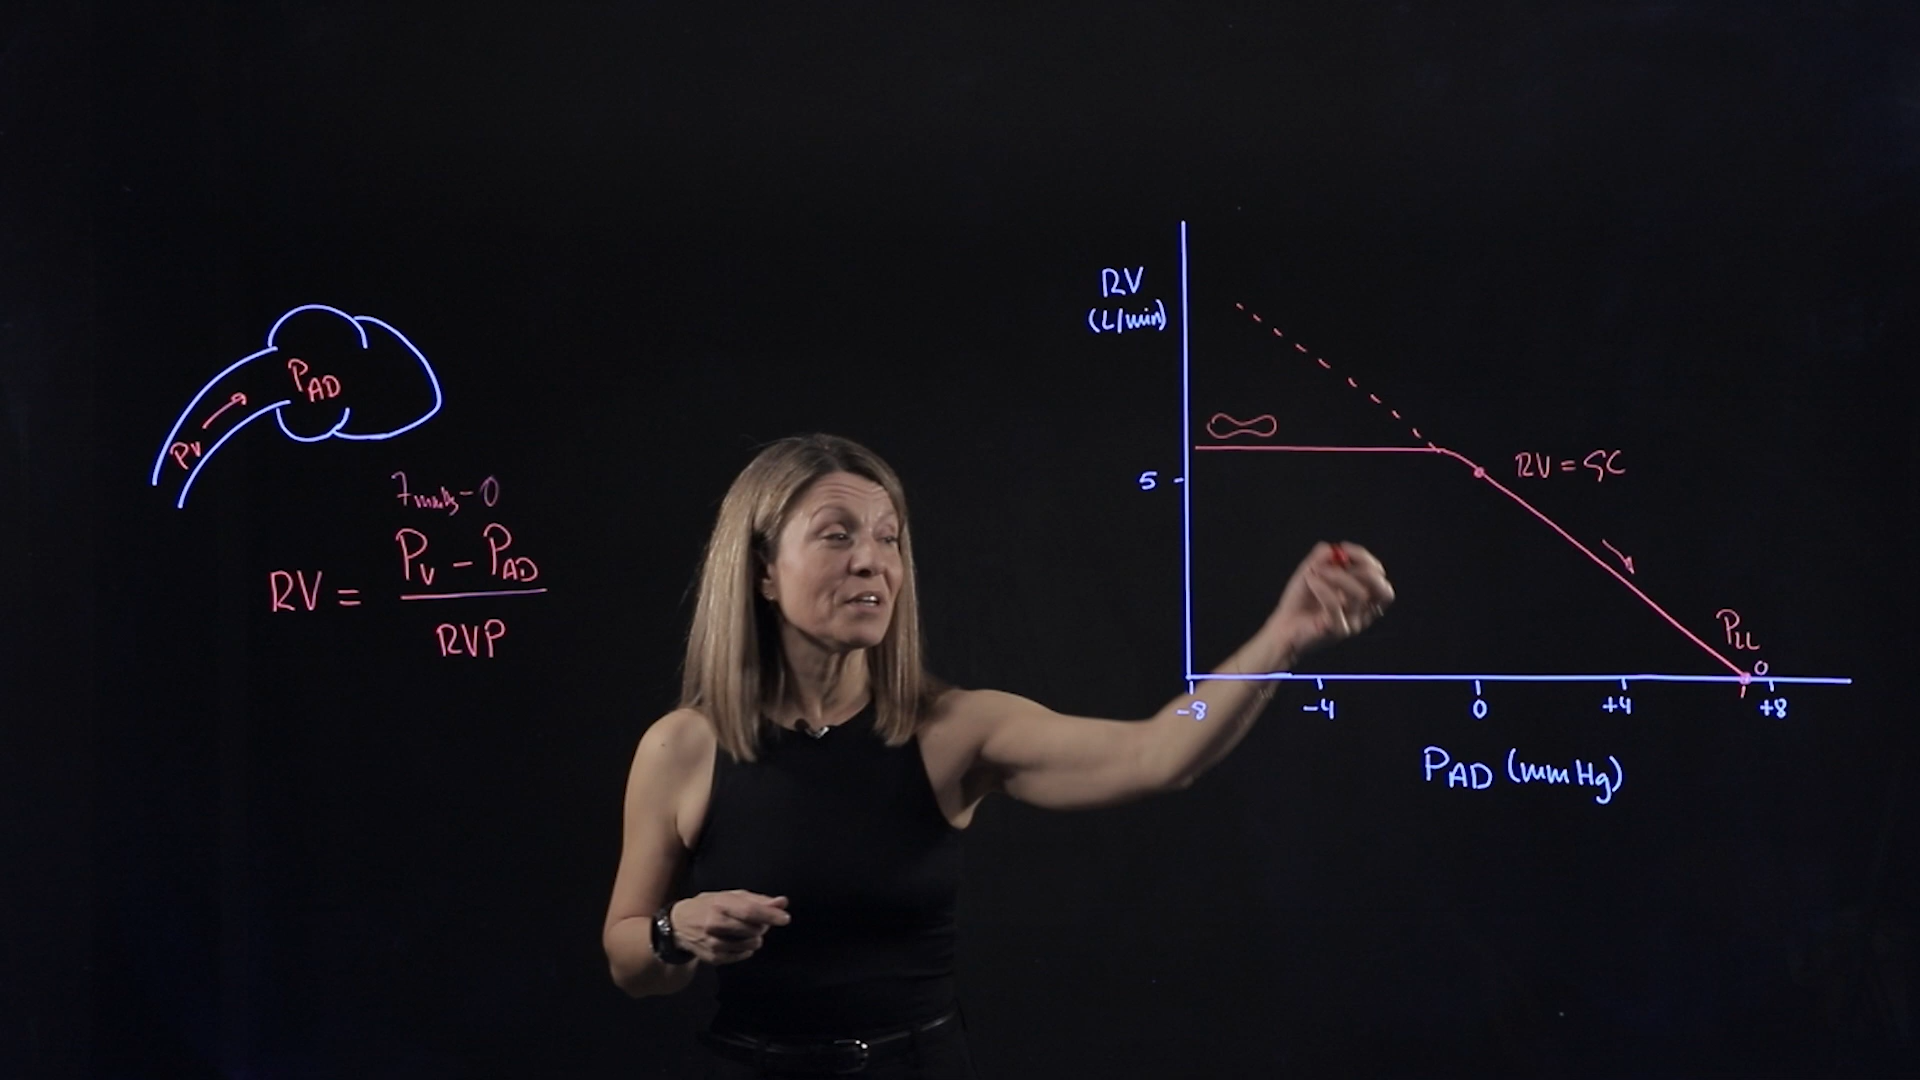 PAD
PV
7mmHg-0
RV = PV - PAD
RVP
RV
(L/min)
5
RV = GC
PLL
0
-8 -4 0 +4 +8
PAD (mmHg)